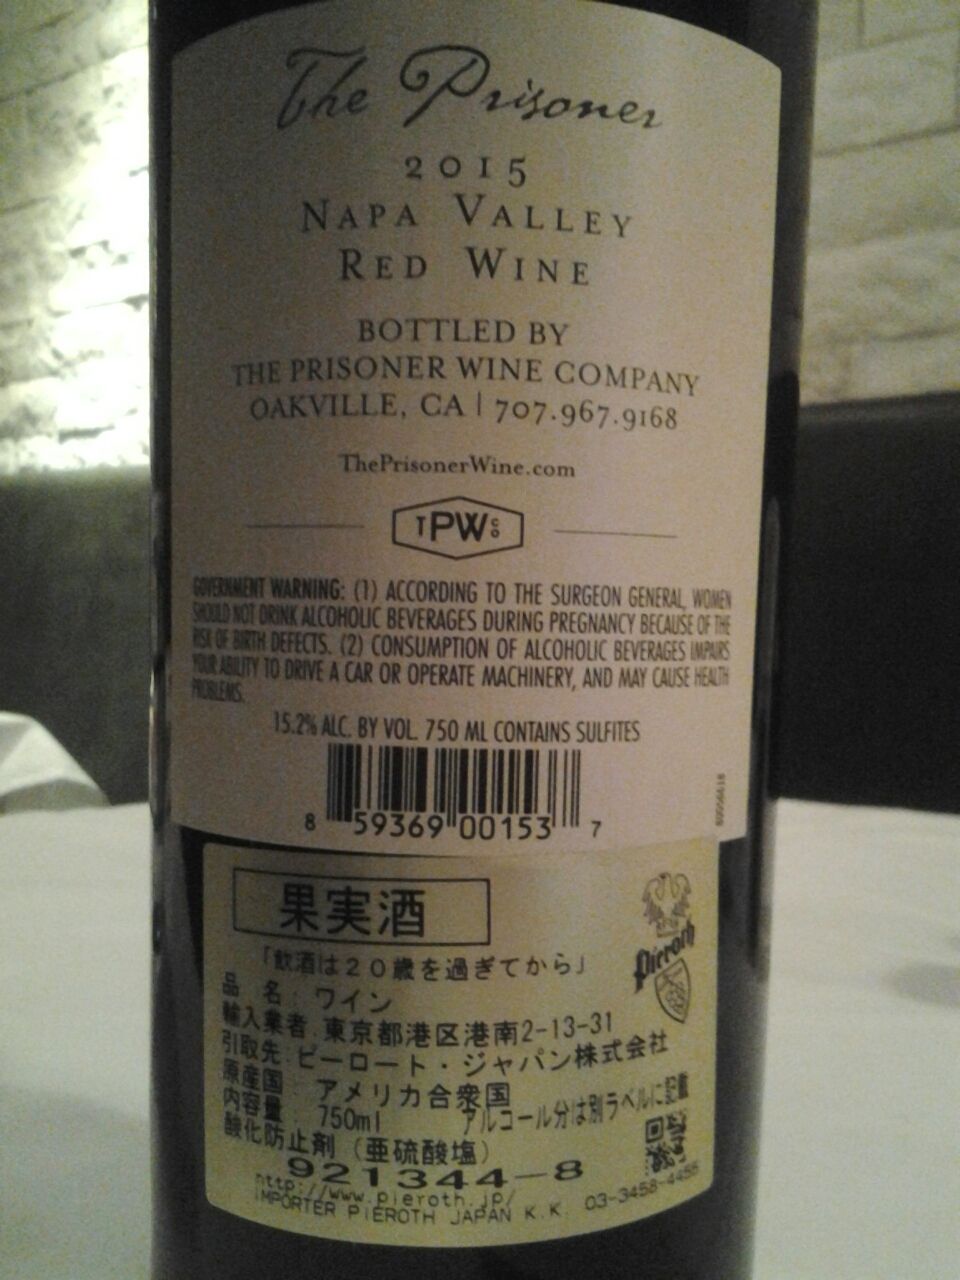 The Prisoner
2015
NAPA VALLEY
RED WINE
BOTTLED BY
THE PRISONER WINE COMPANY
OAKVILLE, CA | 707.967.9168
ThePrisonerWine.com
TPWCo
GOVERNMENT WARNING: (1) ACCORDING TO THE SURGEON GENERAL, WOMEN
SHOULD NOT DRINK ALCOHOLIC BEVERAGES DURING PREGNANCY BECAUSE OF THE
RISK OF BIRTH DEFECTS. (2) CONSUMPTION OF ALCOHOLIC BEVERAGES IMPAIRS
YOUR ABILITY TO DRIVE A CAR OR OPERATE MACHINERY, AND MAY CAUSE HEALTH
PROBLEMS.
15.2% ALC. BY VOL. 750 ML CONTAINS SULFITES
8 59369 00153 7
果実酒
Pieroth
「飲酒は20歳を過ぎてから」
品 名: ワイン
輸入業者:東京都港区港南2-13-31
引取先:ピーロート・ジャパン株式会社
原産国: アメリカ合衆国
内容量: 750ml アルコール分は別ラベルに記載
酸化防止剤(亜硫酸塩)
921344-8
http://www.pieroth.jp/
IMPORTER PIEROTH JAPAN K.K. 03-3458-4455